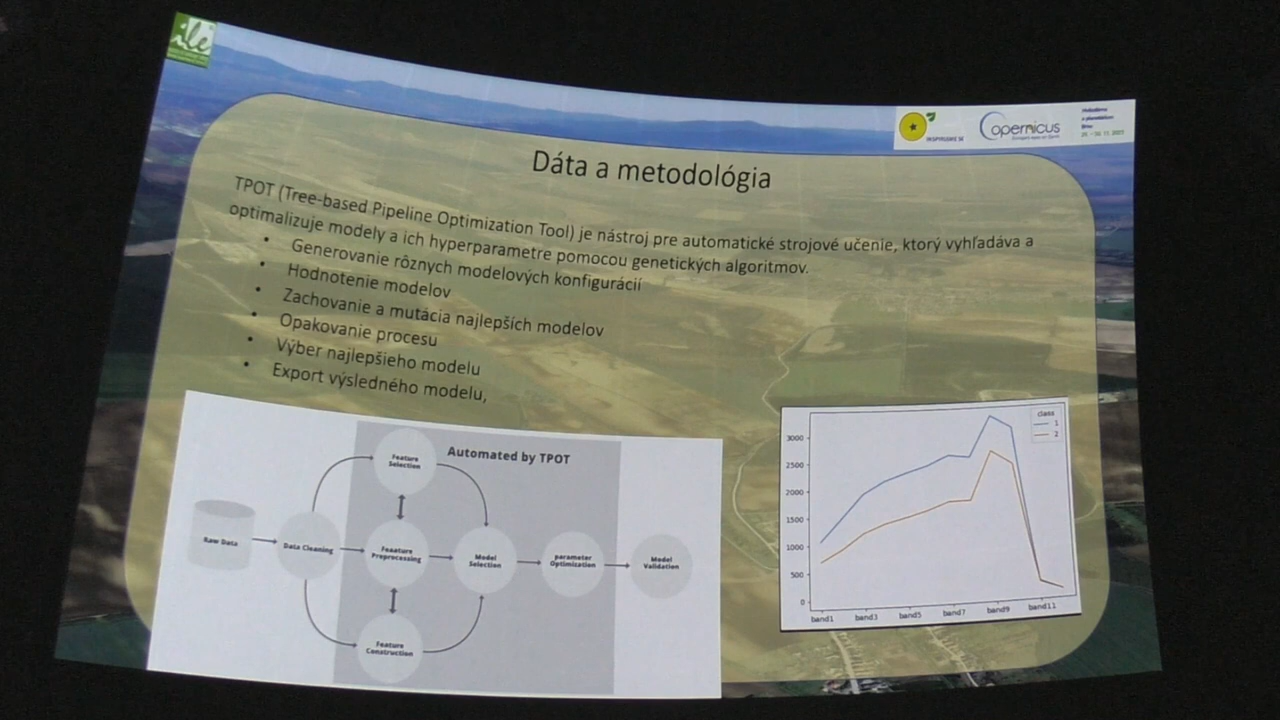 ile
INSPIRUJME SE
Copernicus
Dáta a metodológia
TPOT (Tree-based Pipeline Optimization Tool) je nástroj pre automatické strojové učenie, ktorý vyhľadáva a
optimalizuje modely a ich hyperparametre pomocou genetických algoritmov.
• Generovanie rôznych modelových konfigurácií
• Hodnotenie modelov
• Zachovanie a mutácia najlepších modelov
• Opakovanie procesu
• Výber najlepšieho modelu
• Export výsledného modelu,
Automated by TPOT
Feature
Selection
Raw Data
Data Cleaning
Feature
Preprocessing
Model
Selection
parameter
Optimization
Model
Validation
Feature
Construction
class
1
2
3000
2500
2000
1500
1000
500
0
band1 band3 band5 band7 band9 band11